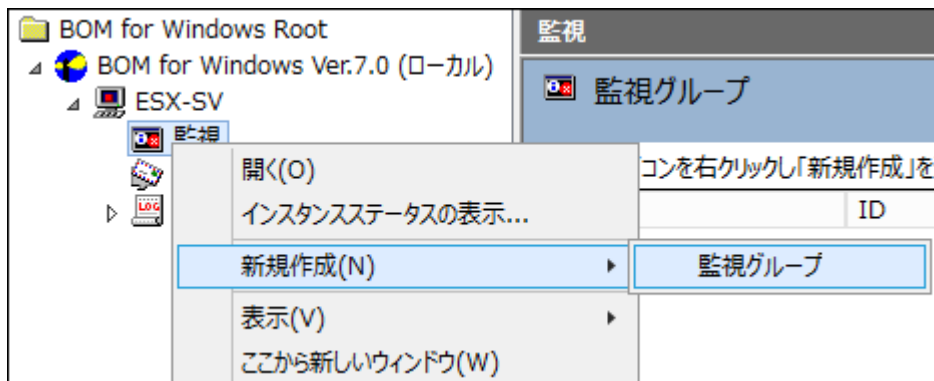 BOM for Windows Root
BOM for Windows Ver.7.0 (ローカル)
ESX-SV
監視
開く(O)
インスタンスステータスの表示...
新規作成(N)
表示(V)
ここから新しいウィンドウ(W)
監視グループ
監視
監視グループ
コンを右クリックし「新規作成」を
ID
LOG